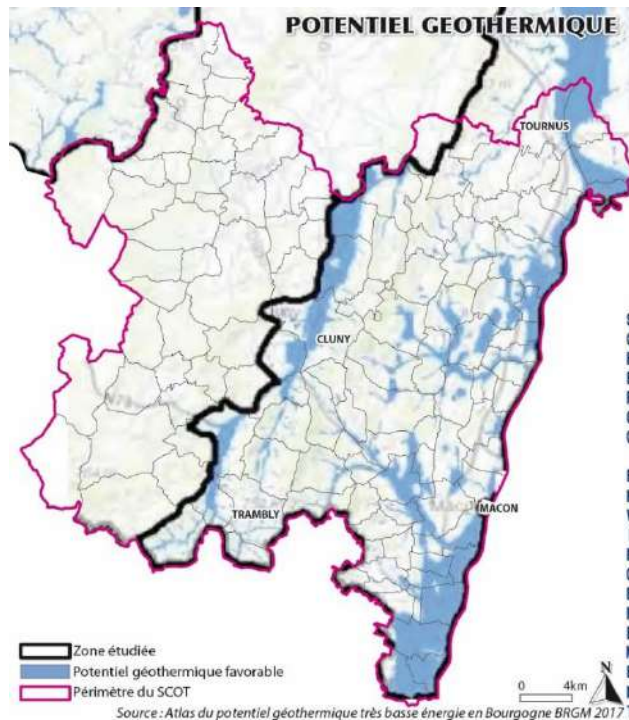 POTENTIEL GEOTHERMIQUE
TOURNUS
CLUNY
TRAMBLY
MACON
Zone étudiée
Potentiel géothermique favorable
Périmètre du SCOT
0 4km
N
Source : Atlas du potentiel géothermique très basse énergie en Bourgogne BRGM 2017